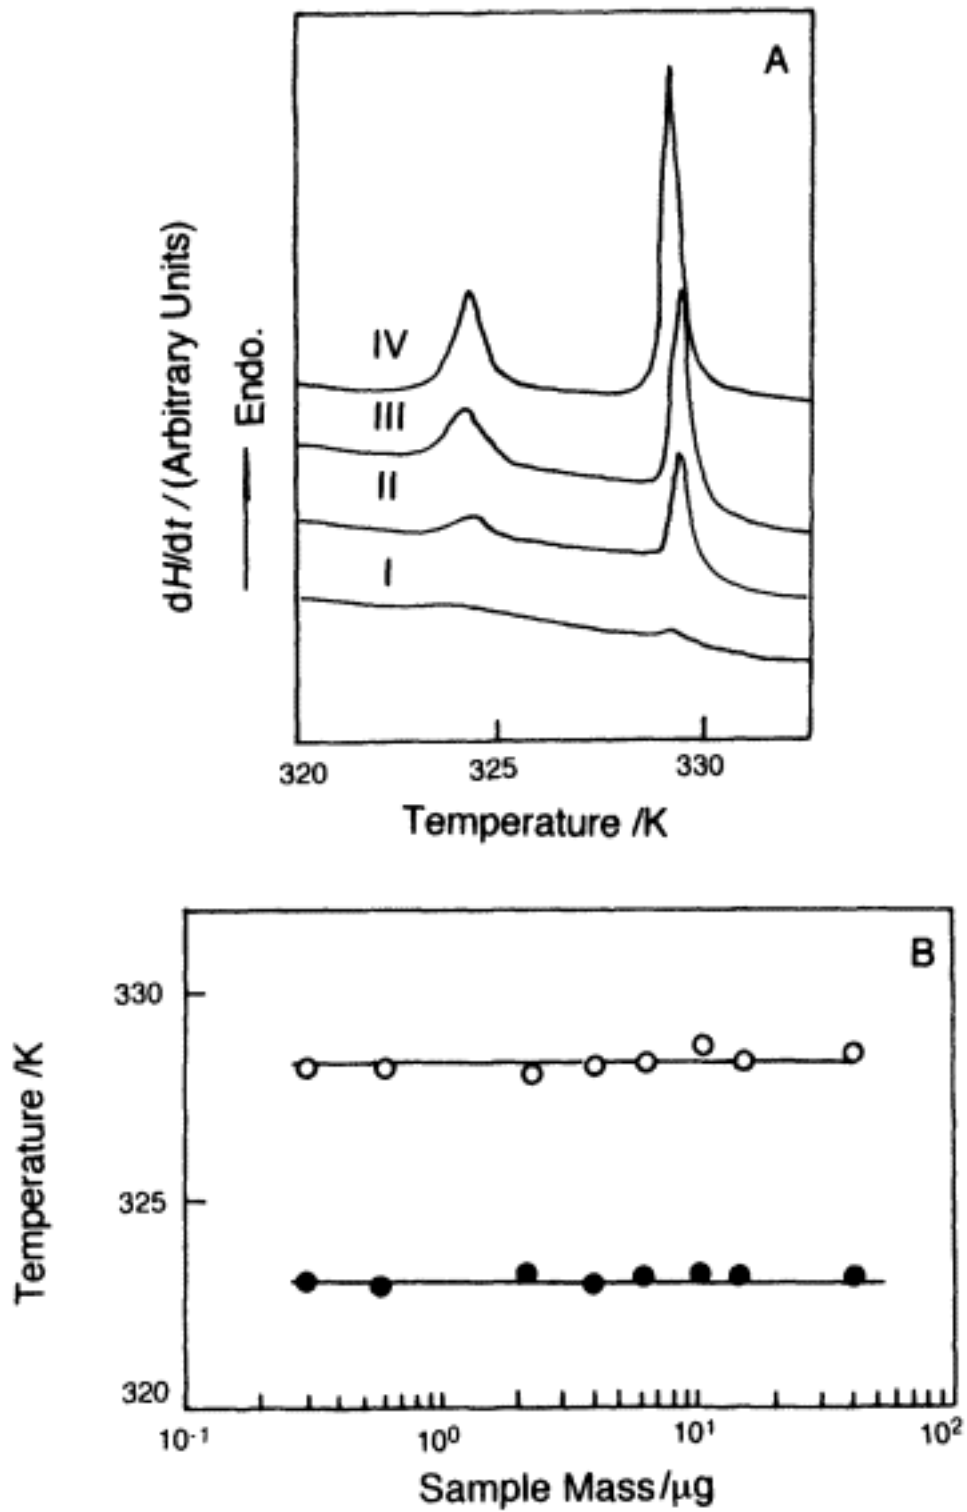 A
dH/dt / (Arbitrary Units)
Endo.
IV
III
II
I
320 325 330
Temperature /K
B
330
325
320
Temperature /K
10⁻¹ 10⁰ 10¹ 10²
Sample Mass/μg